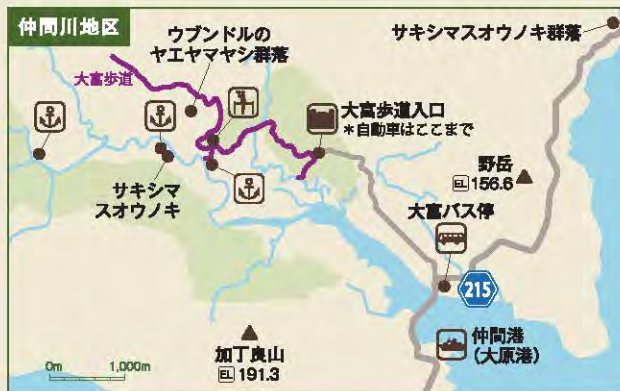 仲間川地区
ウブンドルの
ヤエヤマヤシ群落
サキシマスオウノキ群落
大富歩道
大富歩道入口
*自動車はここまで
野岳
EL 156.6
サキシマ
スオウノキ
大富バス停
215
仲間港
(大原港)
加丁良山
EL 191.3
0m 1,000m